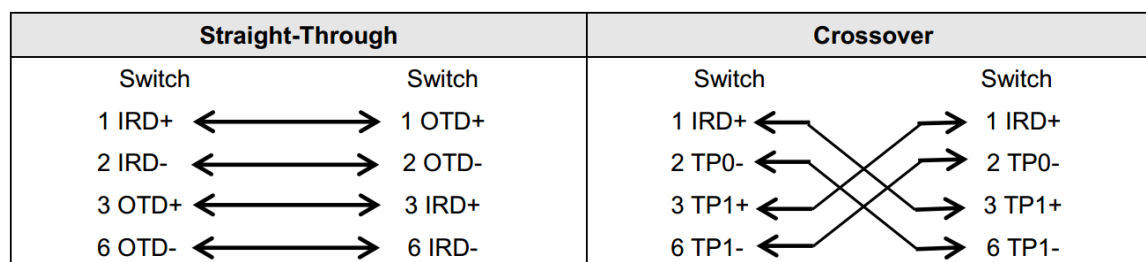 Straight-Through Crossover
Switch Switch Switch Switch
1 IRD+ 1 OTD+ 1 IRD+ 1 IRD+
2 IRD- 2 OTD- 2 TP0- 2 TP0-
3 OTD+ 3 IRD+ 3 TP1+ 3 TP1+
6 OTD- 6 IRD- 6 TP1- 6 TP1-